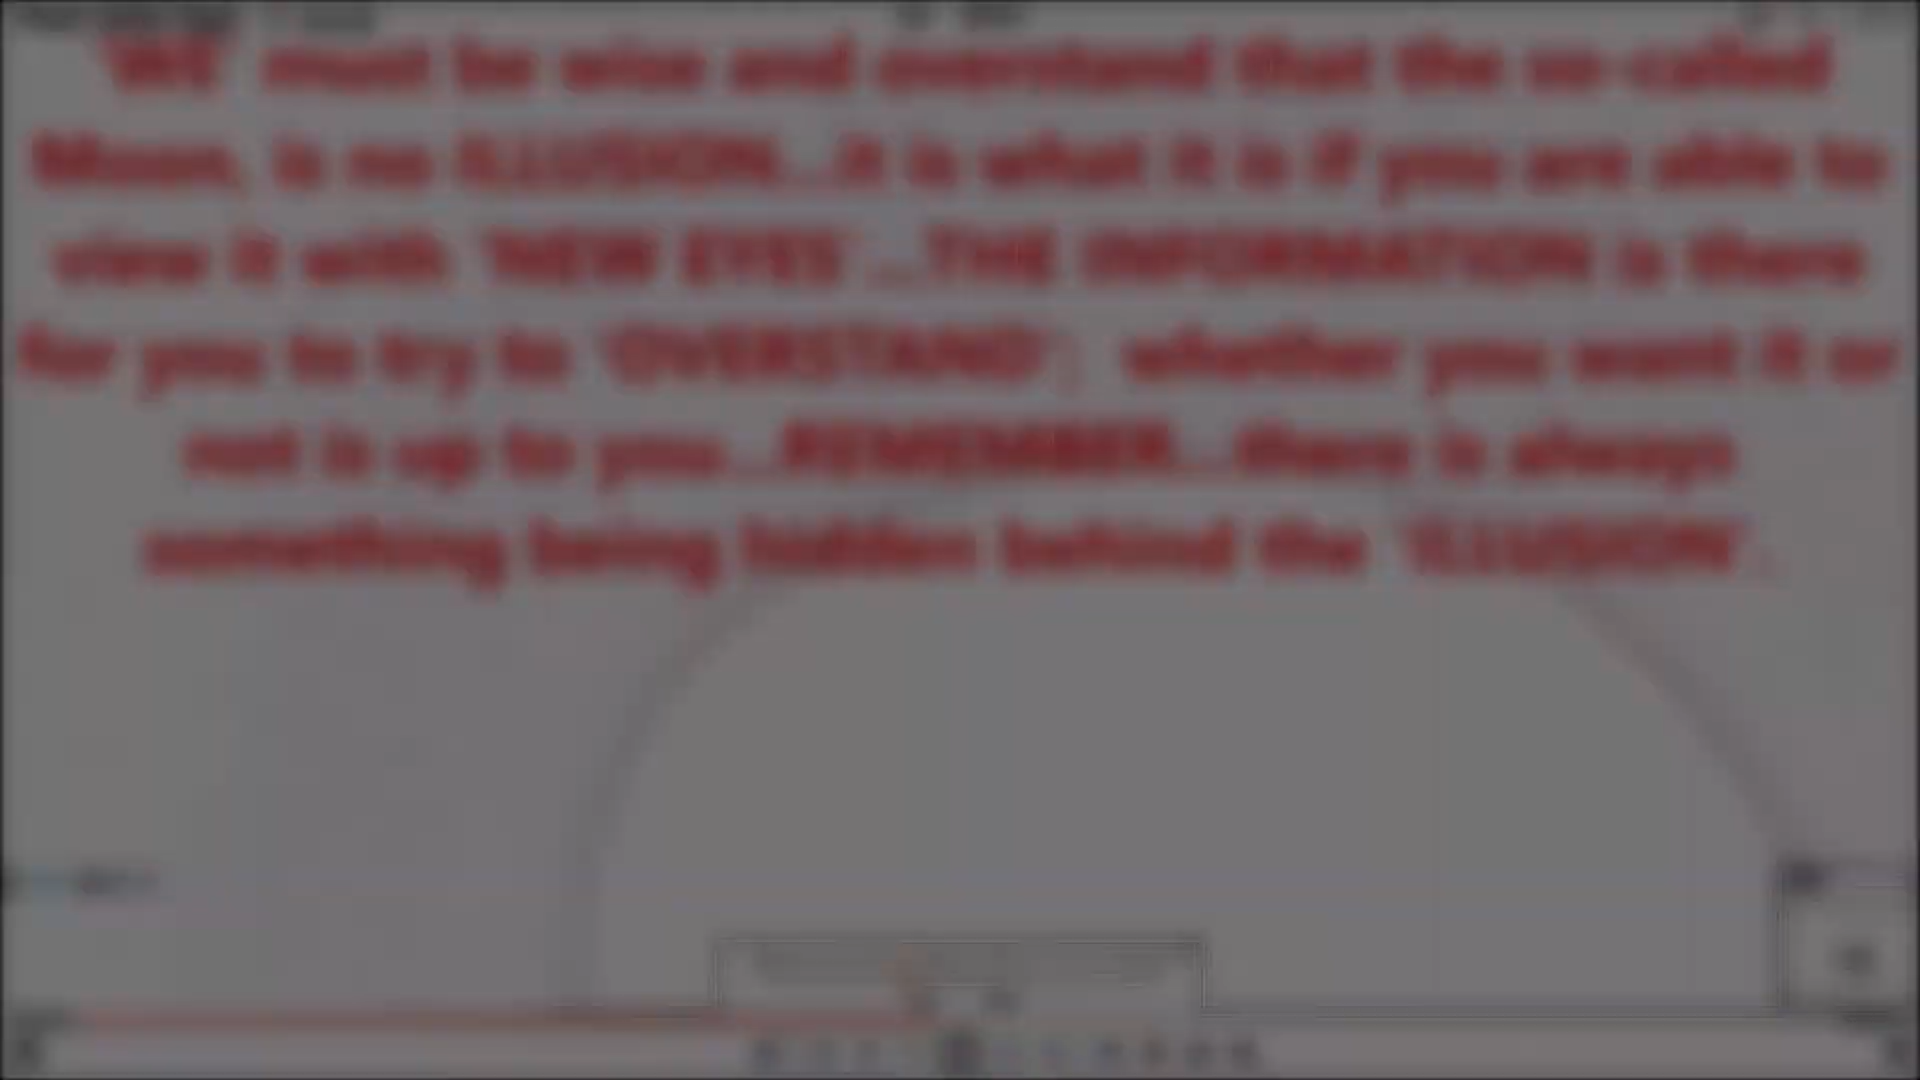 'WE' must be wise and overstand that the so-called
Moon, is no ILLUSION...it is what it is if you are able to
view it with 'NEW EYES'...THE INFORMATION is there
for you to try to 'OVERSTAND'; whether you want it or
not is up to you...REMEMBER...there is always
something being hidden behind the 'ILLUSION'.